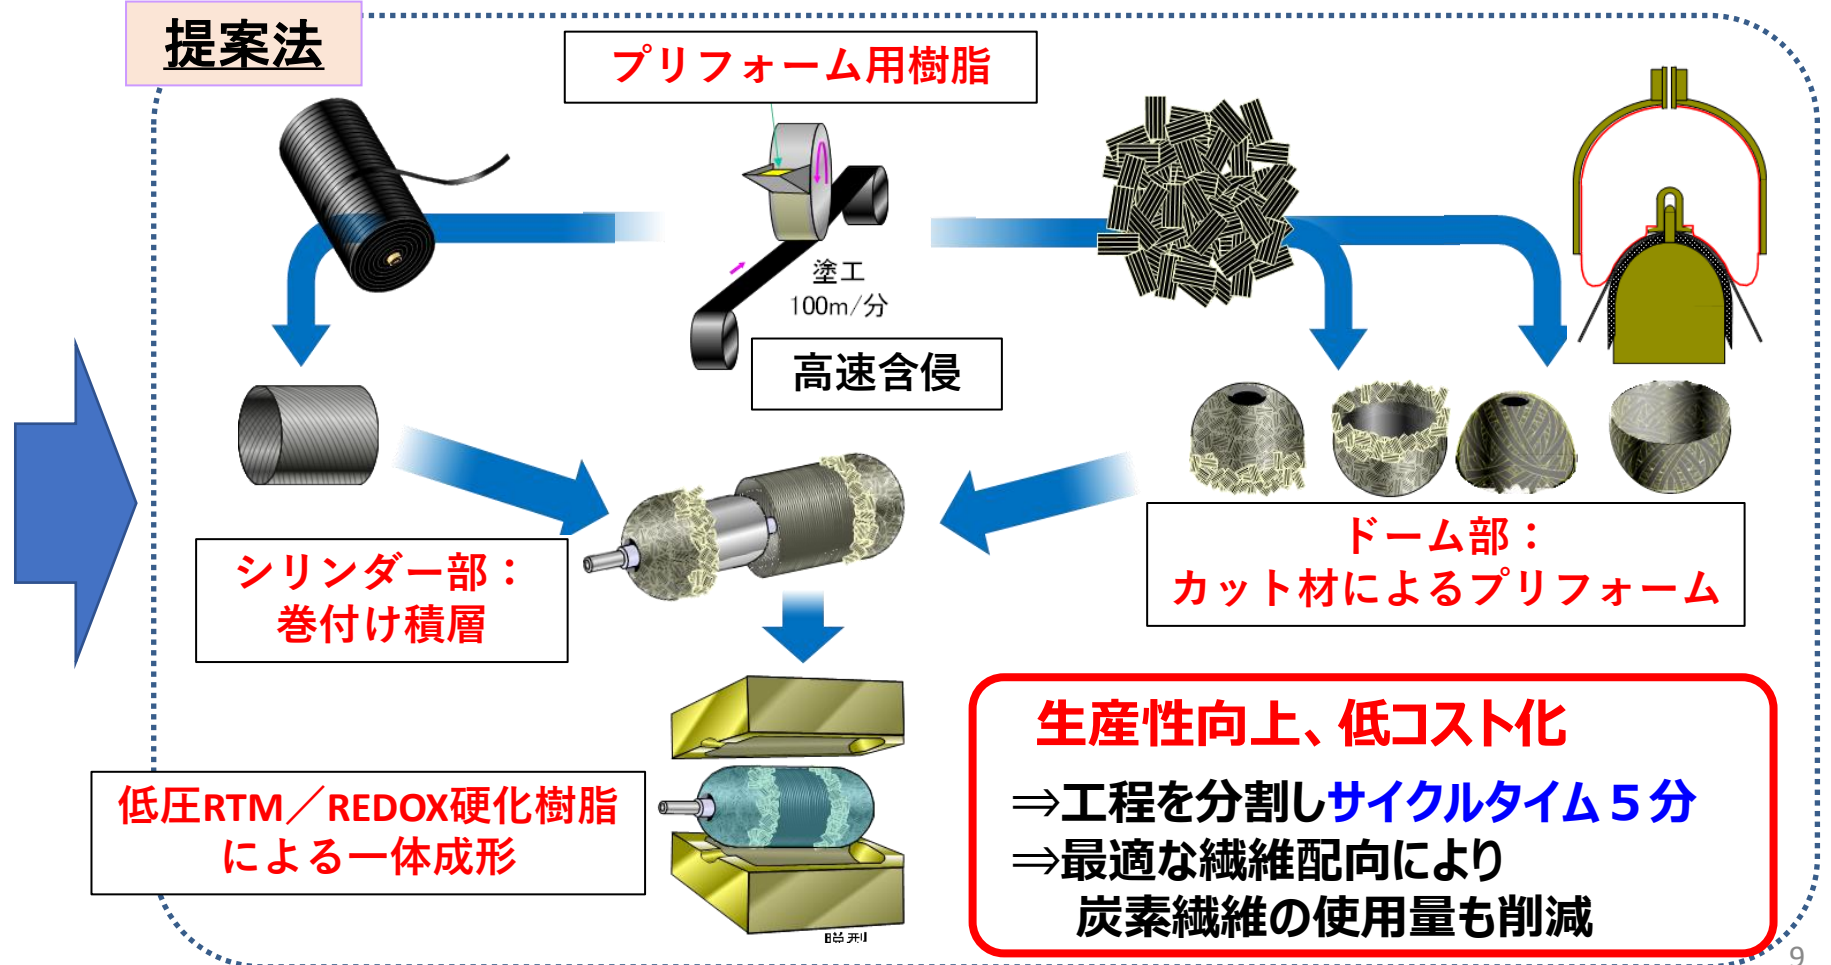 提案法
プリフォーム用樹脂
塗工
100m/分
高速含侵
シリンダー部：
巻付け積層
ドーム部：
カット材によるプリフォーム
低圧RTM／REDOX硬化樹脂
による一体成形
生産性向上、低コスト化
⇒工程を分割しサイクルタイム５分
⇒最適な繊維配向により
炭素繊維の使用量も削減
9